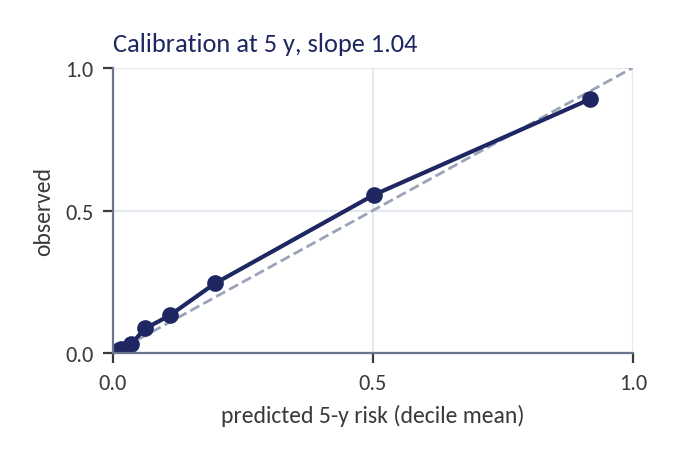 Calibration at 5 y, slope 1.04
1.0
0.5
0.0
observed
0.0 0.5 1.0
predicted 5-y risk (decile mean)